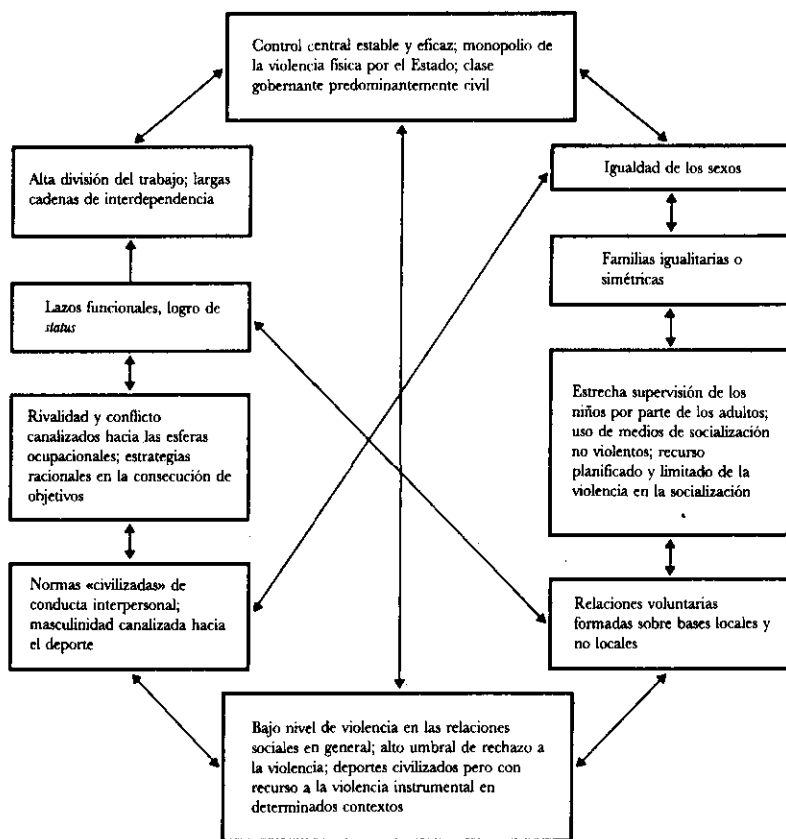 Control central estable y eficaz; monopolio de
la violencia física por el Estado; clase
gobernante predominantemente civil
Alta división del trabajo; largas
cadenas de interdependencia
Igualdad de los sexos
Familias igualitarias o
simétricas
Lazos funcionales, logro de
status
Rivalidad y conflicto
canalizados hacia las esferas
ocupacionales; estrategias
racionales en la consecución de
objetivos
Estrecha supervisión de los
niños por parte de los adultos;
uso de medios de socialización
no violentos; recurso
planificado y limitado de la
violencia en la socialización
Normas «civilizadas» de
conducta interpersonal;
masculinidad canalizada hacia
el deporte
Relaciones voluntarias
formadas sobre bases locales y
no locales
Bajo nivel de violencia en las relaciones
sociales en general; alto umbral de rechazo a
la violencia; deportes civilizados pero con
recurso a la violencia instrumental en
determinados contextos